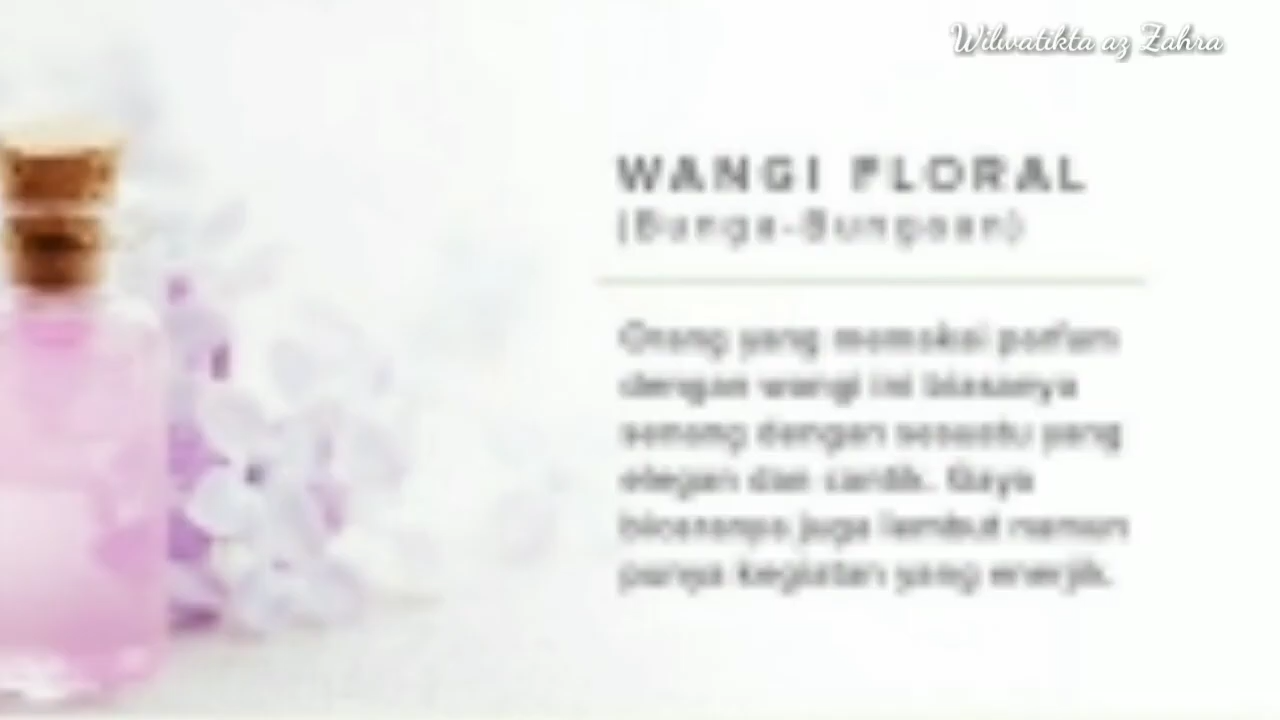 Wilwatikta az Zahra
WANGI FLORAL
(Bunga-Bungaan)
Orang yang memakai parfum
dengan wangi ini biasanya
senang dengan sesuatu yang
elegan dan cantik. Gaya
bicaranya juga lembut namun
punya kegiatan yang enerjik.